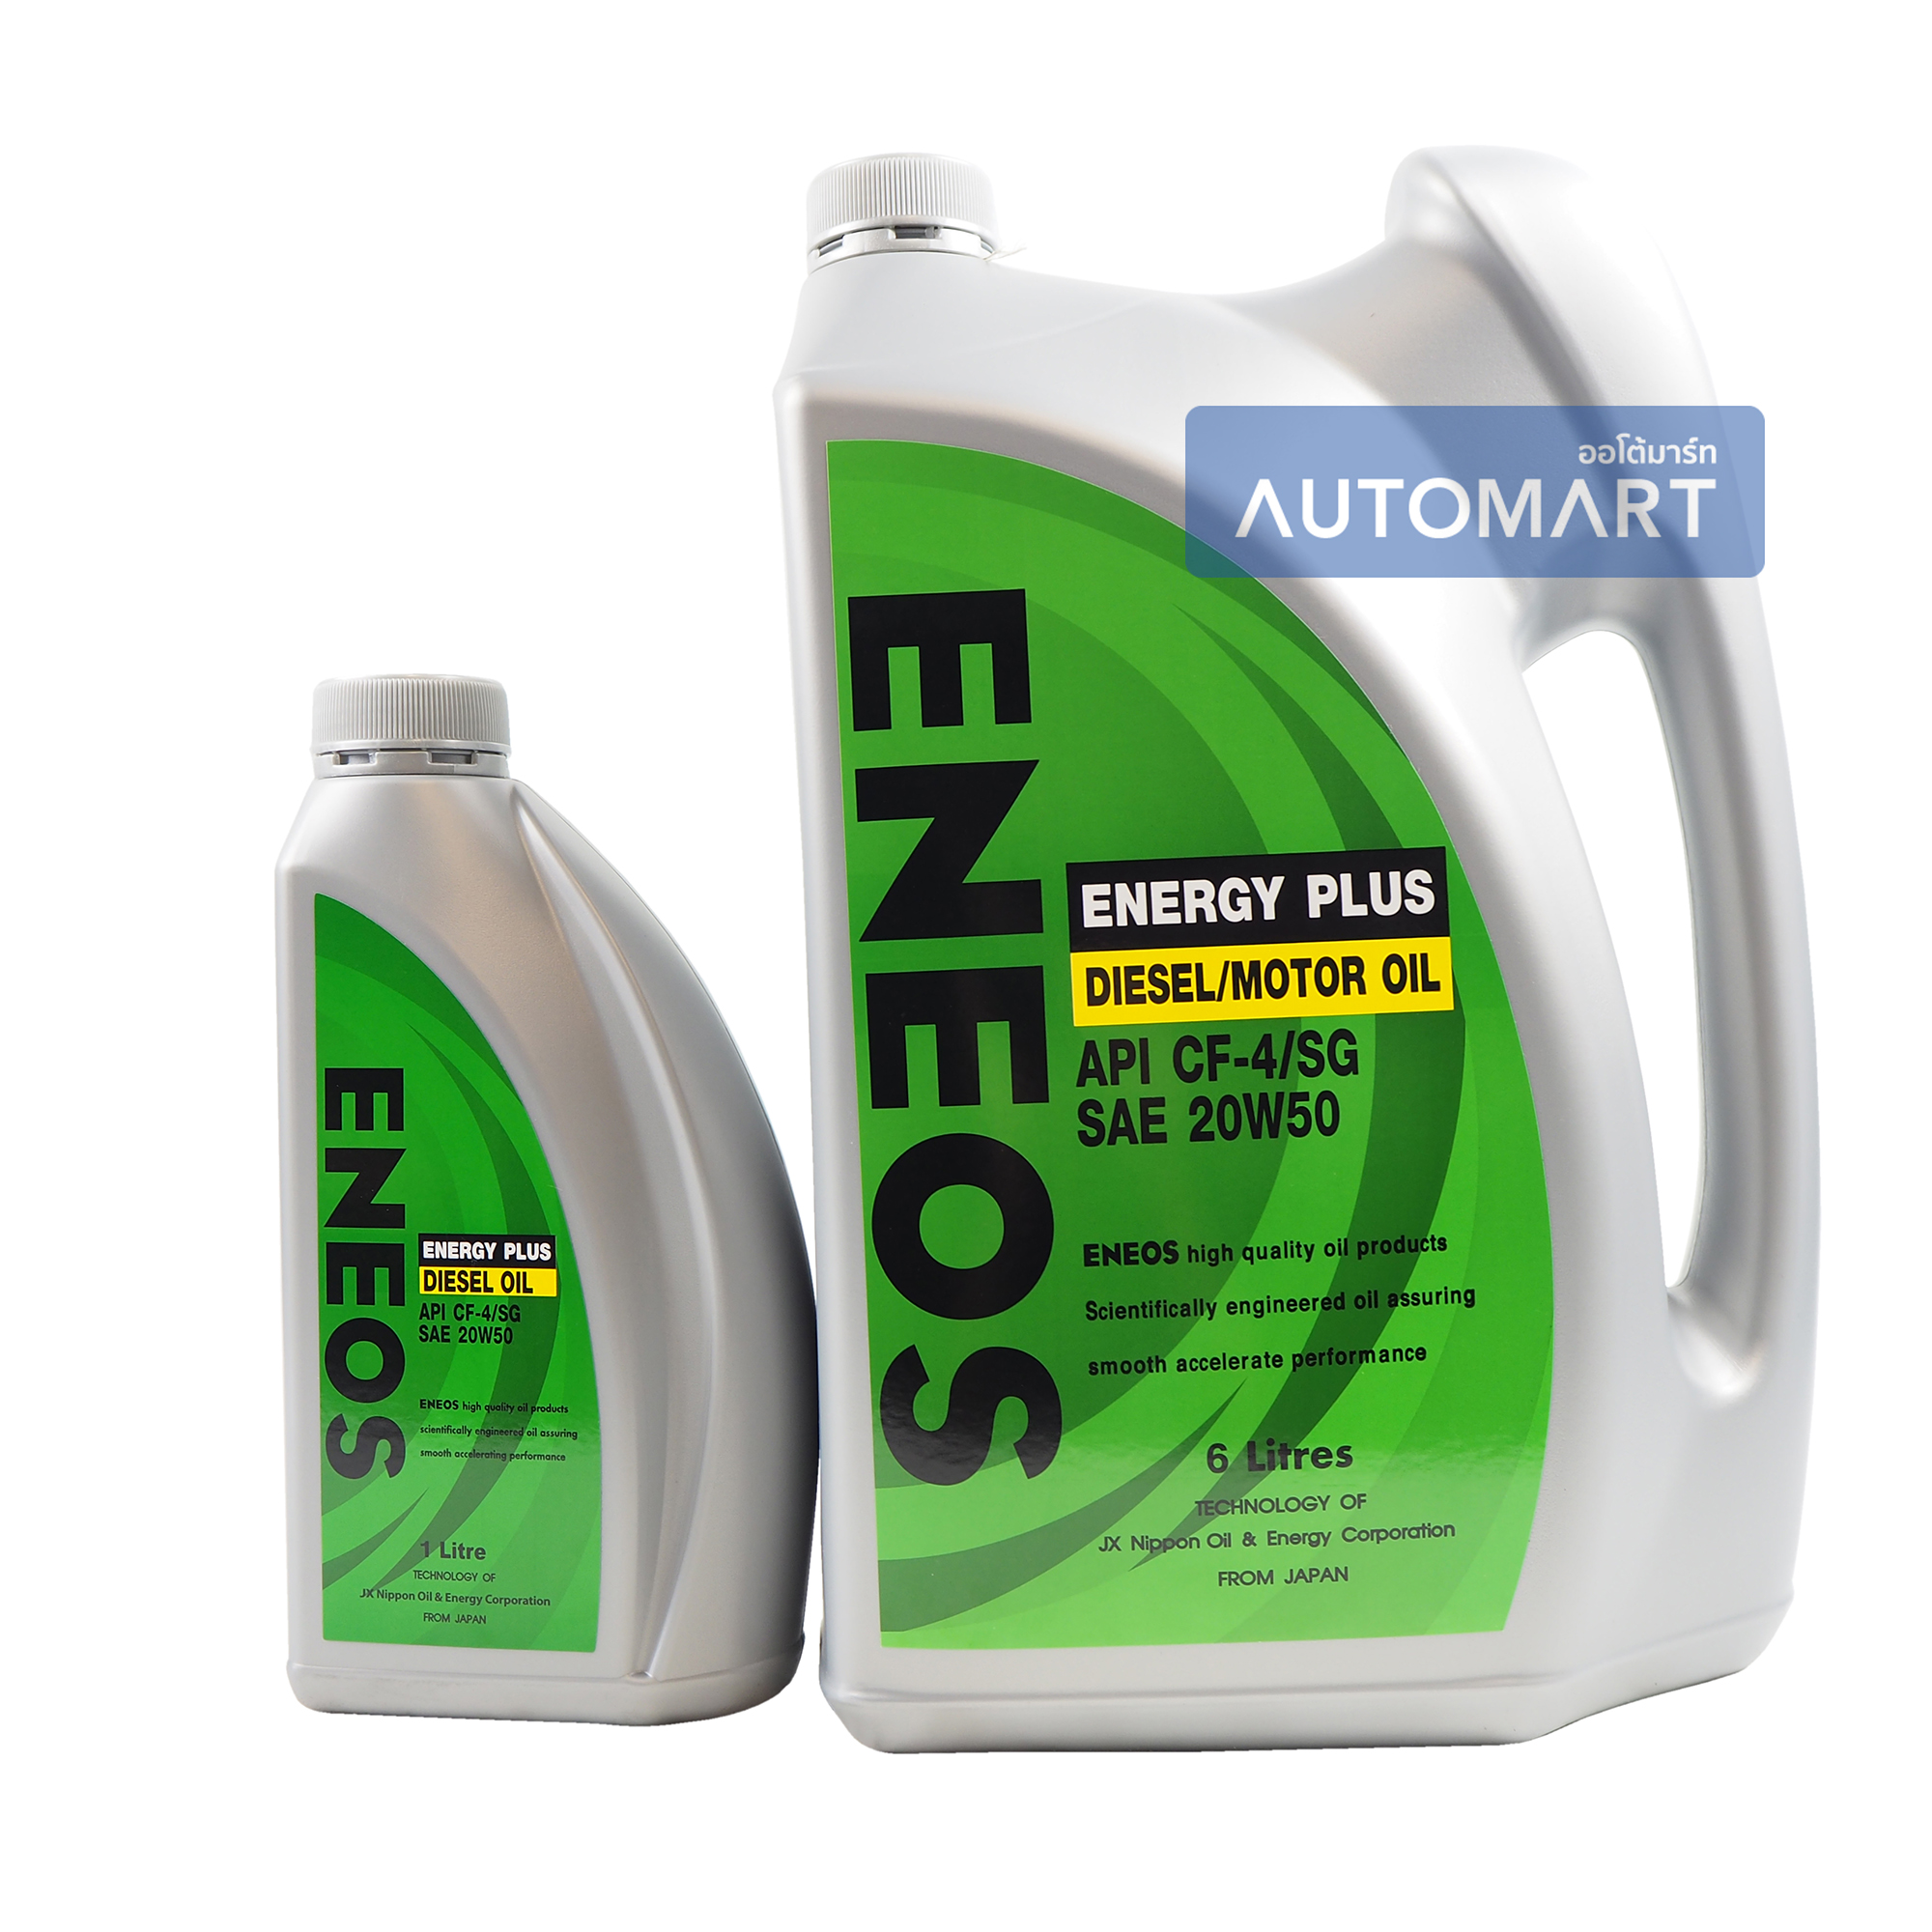 ออโต้มาร์ท
AUTOMART
ENEOS
ENERGY PLUS
DIESEL OIL
API CF-4/SG
SAE 20W50
ENEOS high quality oil products
scientifically engineered oil assuring
smooth accelerating performance
1 Litre
TECHNOLOGY OF
JX Nippon Oil & Energy Corporation
FROM JAPAN
ENEOS
ENERGY PLUS
DIESEL/MOTOR OIL
API CF-4/SG
SAE 20W50
ENEOS high quality oil products
Scientifically engineered oil assuring
smooth accelerate performance
6 Litres
TECHNOLOGY OF
JX Nippon Oil & Energy Corporation
FROM JAPAN